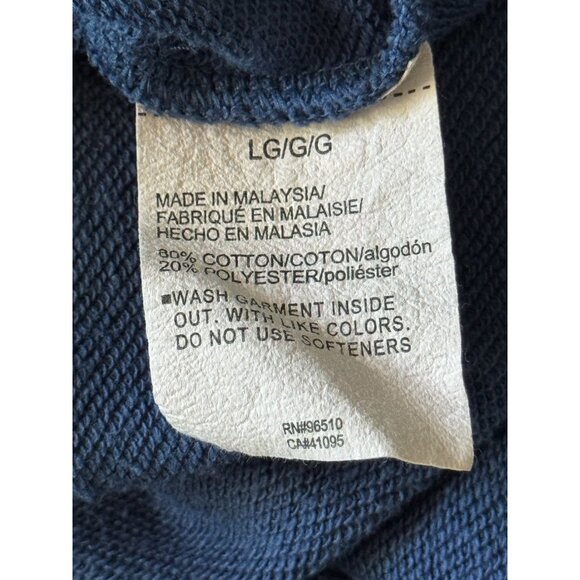 LG/G/G
MADE IN MALAYSIA/
FABRIQUÉ EN MALAISIE/
HECHO EN MALASIA
80% COTTON/COTON/algodón
20% POLYESTER/poliéster
■WASH GARMENT INSIDE
OUT. WITH LIKE COLORS.
DO NOT USE SOFTENERS
RN#96510
CA#41095